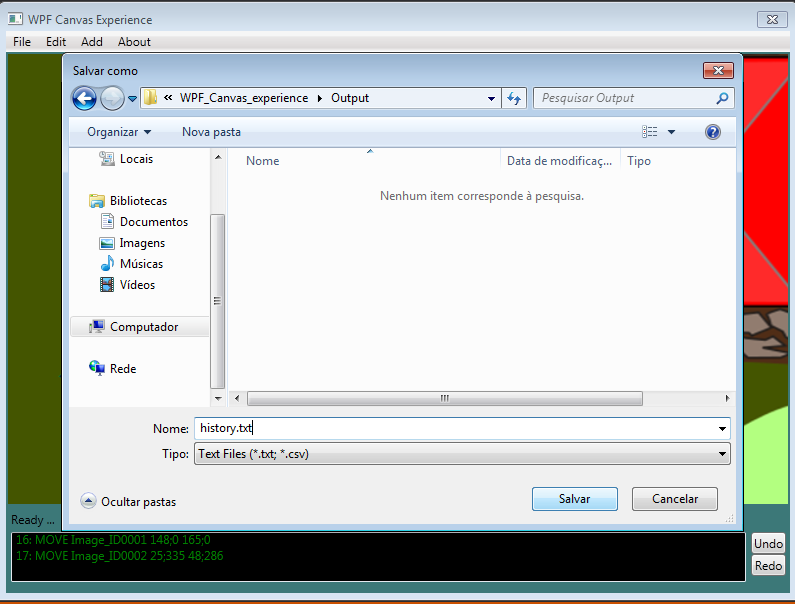 WPF Canvas Experience
File Edit Add About
Salvar como
« WPF_Canvas_experience Output
Pesquisar Output
Organizar Nova pasta
Locais
Bibliotecas
Documentos
Imagens
Músicas
Vídeos
Computador
Rede
Nome Data de modificaç... Tipo
Nenhum item corresponde à pesquisa.
Nome: history.txt
Tipo: Text Files (*.txt; *.csv)
Ocultar pastas
Salvar Cancelar
Ready ...
16: MOVE Image_ID0001 148;0 165;0
17: MOVE Image_ID0002 25;335 48;286
Undo
Redo